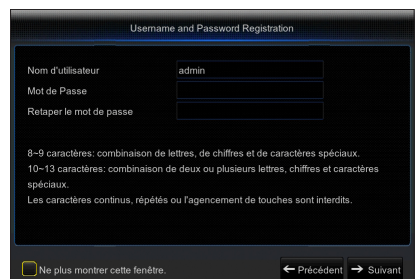 Username and Password Registration
Nom d'utilisateur admin
Mot de Passe
Retaper le mot de passe
8~9 caractères: combinaison de lettres, de chiffres et de caractères spéciaux.
10~13 caractères: combinaison de deux ou plusieurs lettres, chiffres et caractères
spéciaux.
Les caractères continus, répétés ou l'agencement de touches sont interdits.
Ne plus montrer cette fenêtre. ← Précédent → Suivant